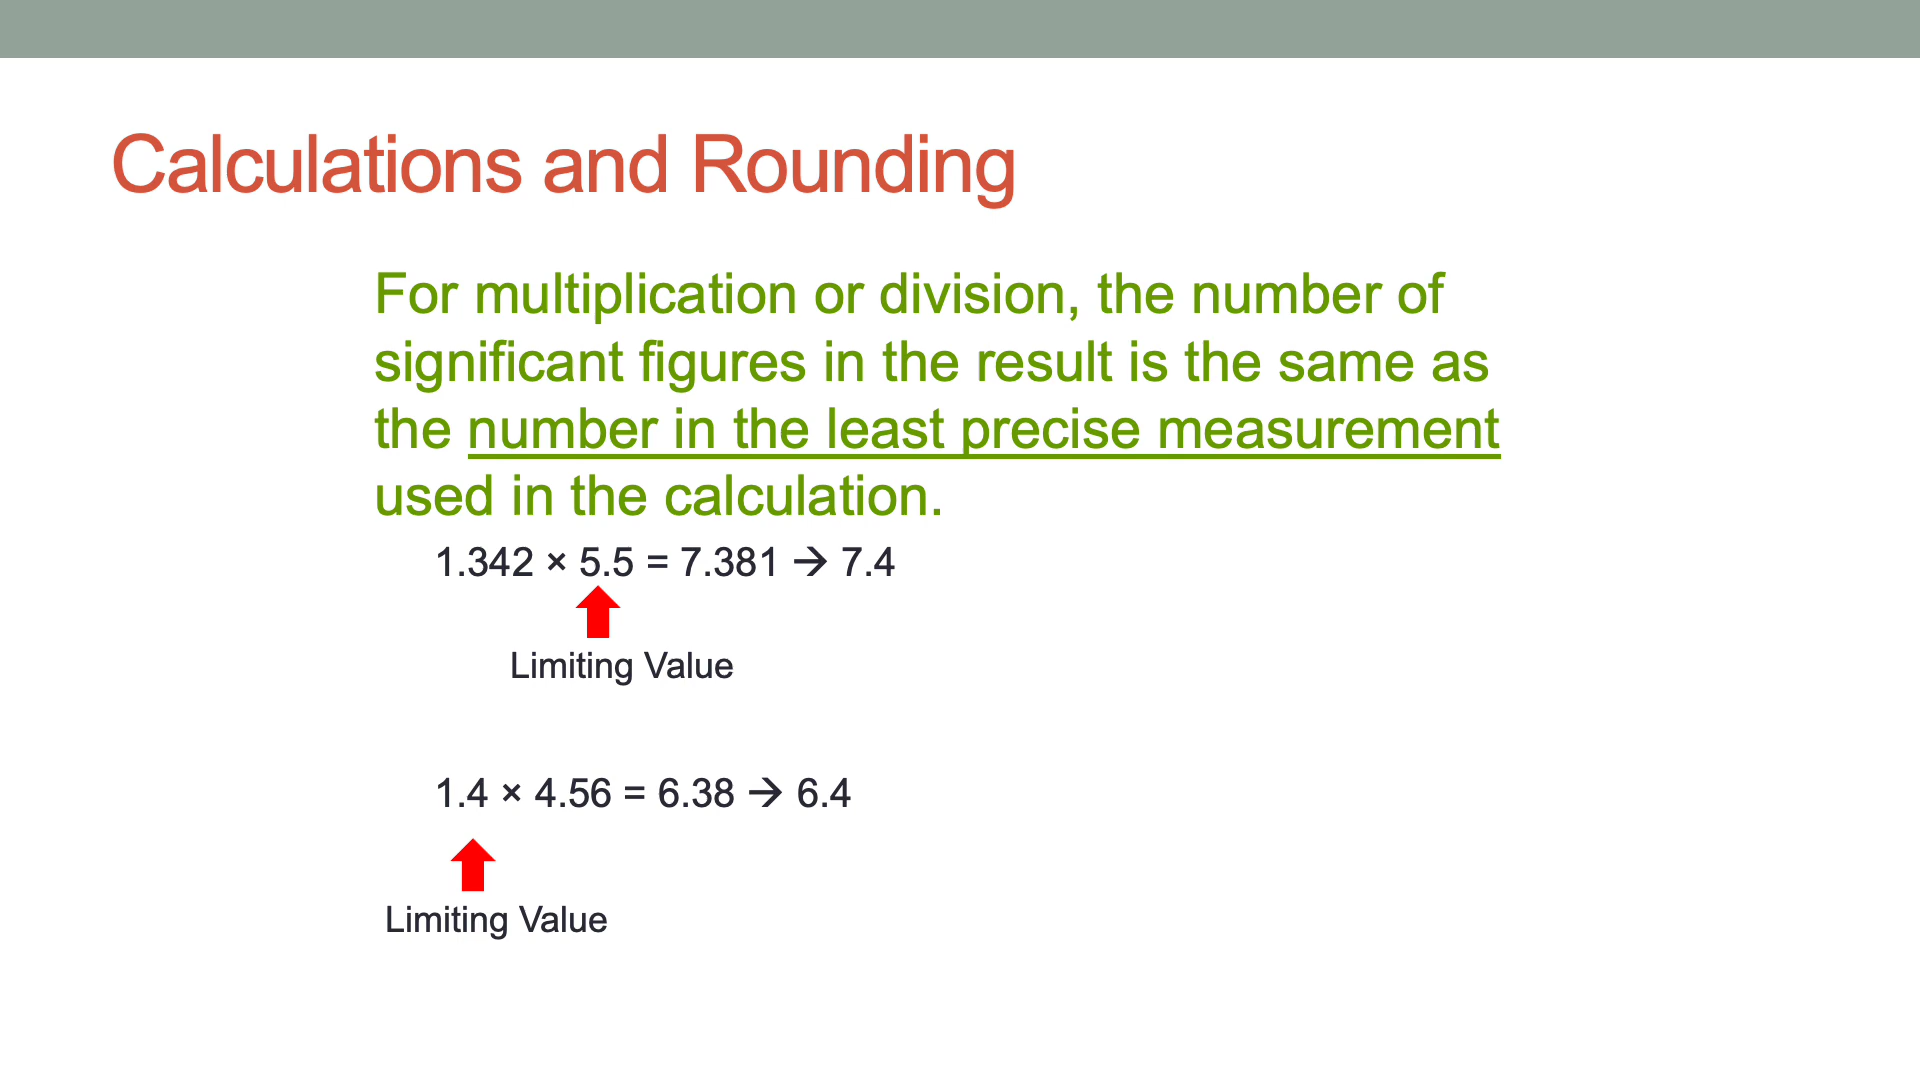 Calculations and Rounding
For multiplication or division, the number of
significant figures in the result is the same as
the number in the least precise measurement
used in the calculation.
1.342 × 5.5 = 7.381 → 7.4
Limiting Value
1.4 × 4.56 = 6.38 → 6.4
Limiting Value